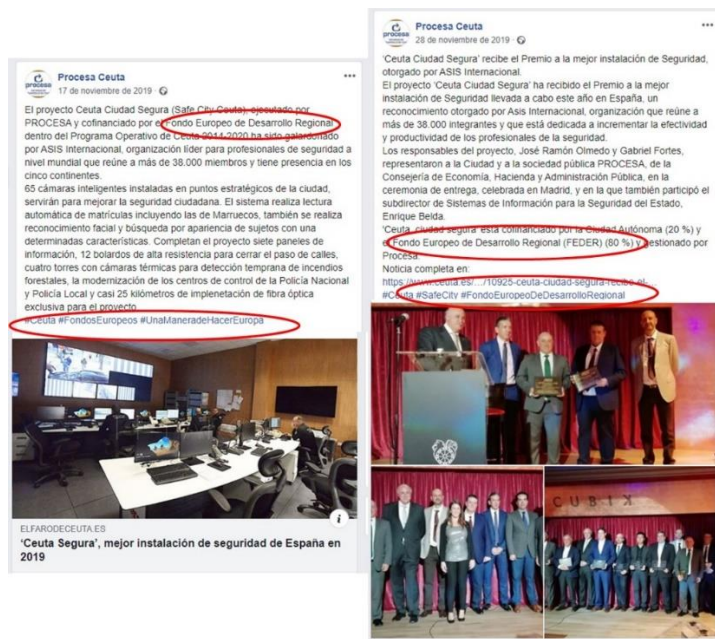 Procesa Ceuta
17 de noviembre de 2019 ·
El proyecto Ceuta Ciudad Segura (Safe City Ceuta), ejecutado por
PROCESA y cofinanciado por el Fondo Europeo de Desarrollo Regional
dentro del Programa Operativo de Ceuta 2014-2020 ha sido galardonado
por ASIS Internacional, organización líder para profesionales de seguridad a
nivel mundial que reúne a más de 38.000 miembros y tiene presencia en los
cinco continentes.
65 cámaras inteligentes instaladas en puntos estratégicos de la ciudad,
servirán para mejorar la seguridad ciudadana. El sistema realiza lectura
automática de matrículas incluyendo las de Marruecos, también se realiza
reconocimiento facial y búsqueda por apariencia de sujetos con una
determinadas características. Completan el proyecto siete paneles de
información, 12 bolardos de alta resistencia para cerrar el paso de calles,
cuatro torres con cámaras térmicas para detección temprana de incendios
forestales, la modernización de los centros de control de la Policía Nacional
y Policía Local y casi 25 kilómetros de implenetación de fibra óptica
exclusiva para el proyecto
#Ceuta #FondosEuropeos #UnaManeradeHacerEuropa
ELFARODECEUTA.ES
'Ceuta Segura', mejor instalación de seguridad de España en
2019
procesa
Procesa Ceuta
28 de noviembre de 2019 ·
'Ceuta Ciudad Segura' recibe el Premio a la mejor instalación de Seguridad,
otorgado por ASIS Internacional.
El proyecto 'Ceuta Ciudad Segura' ha recibido el Premio a la mejor
instalación de Seguridad llevada a cabo este año en España, un
reconocimiento otorgado por Asis Internacional, organización que reúne a
más de 38.000 integrantes y que está dedicada a incrementar la efectividad
y productividad de los profesionales de la seguridad.
Los responsables del proyecto, José Ramón Olmedo y Gabriel Fortes,
representaron a la Ciudad y a la sociedad pública PROCESA, de la
Consejería de Economía, Hacienda y Administración Pública, en la
ceremonia de entrega, celebrada en Madrid, y en la que también participó el
subdirector de Sistemas de Información para la Seguridad del Estado,
Enrique Belda.
'Ceuta, ciudad segura' está cofinanciado por la Ciudad Autónoma (20 %) y
el Fondo Europeo de Desarrollo Regional (FEDER) (80 %) y gestionado por
Procesa.
Noticia completa en:
https://www.ceuta.es/.../10925-ceuta-ciudad-segura-recibe-el-
#Ceuta #SafeCity #FondoEuropeoDeDesarrolloRegional
procesa
CUBIK